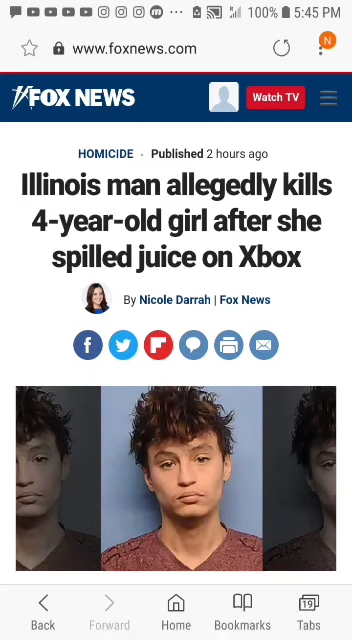 100% 5:45 PM
www.foxnews.com
N
FOX NEWS
Watch TV
HOMICIDE · Published 2 hours ago
Illinois man allegedly kills
4-year-old girl after she
spilled juice on Xbox
By Nicole Darrah | Fox News
Back Forward Home Bookmarks 19 Tabs